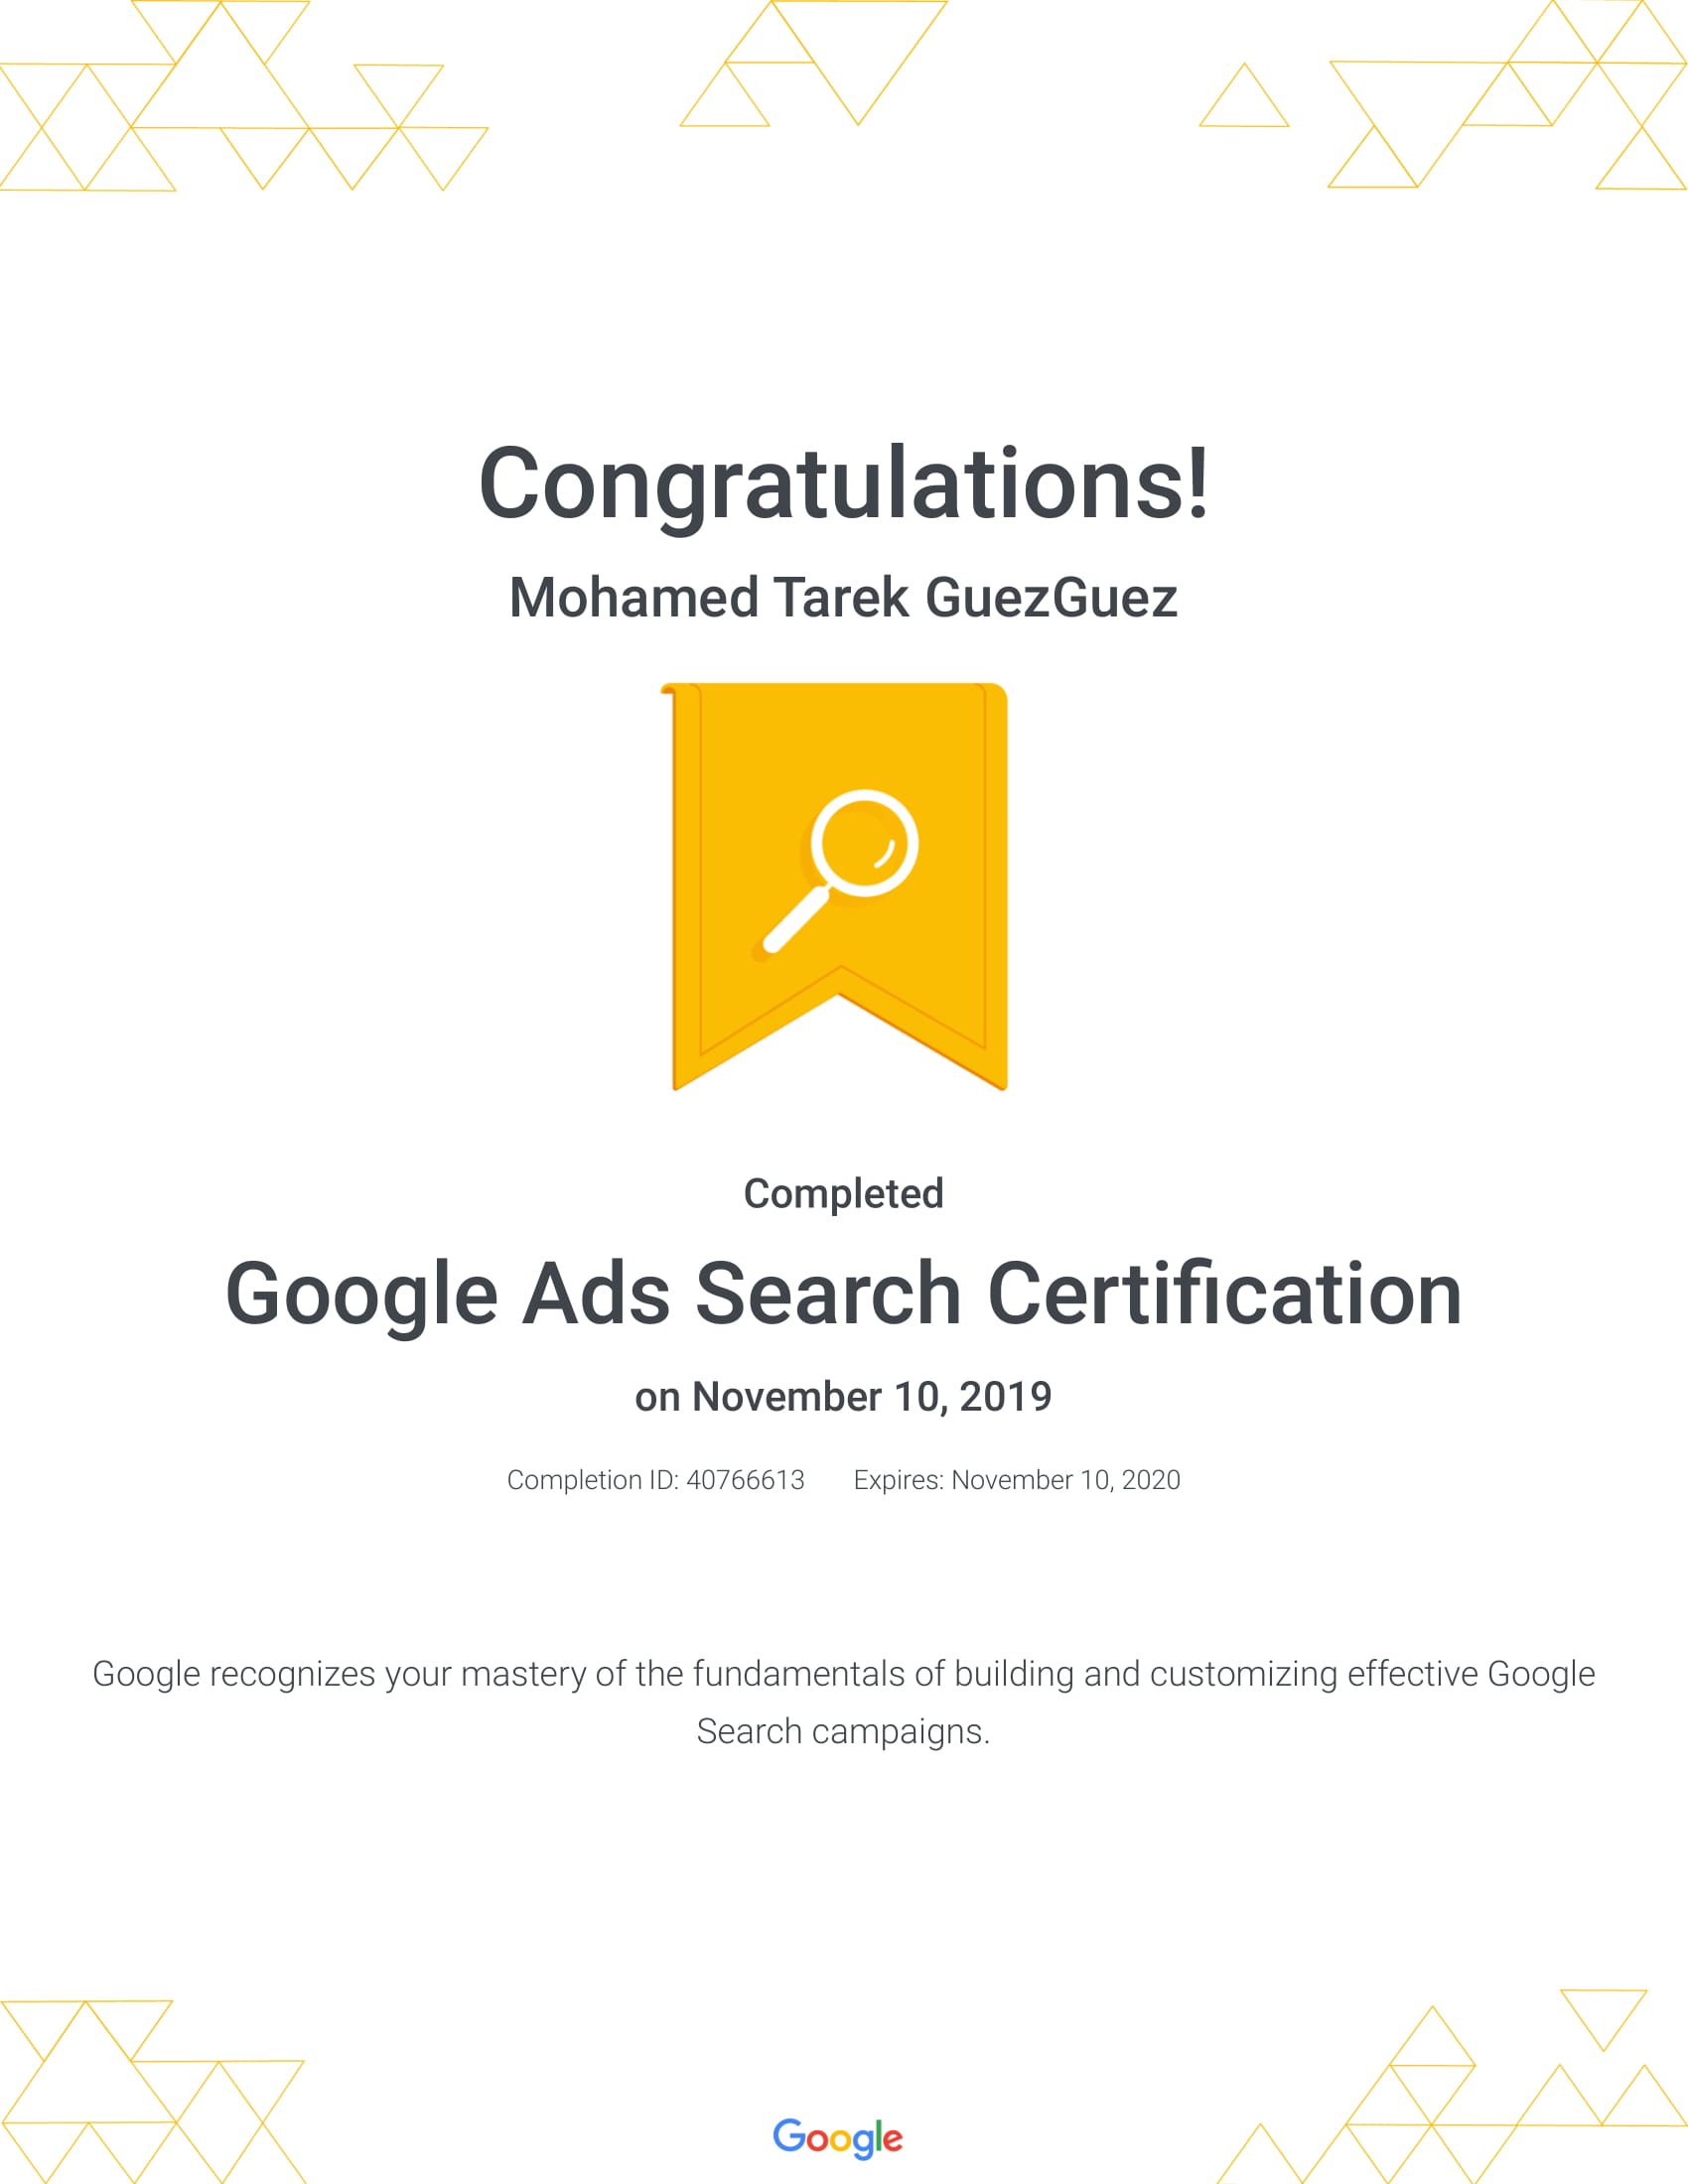 Congratulations!
Mohamed Tarek GuezGuez
Completed
Google Ads Search Certification
on November 10, 2019
Completion ID: 40766613 Expires: November 10, 2020
Google recognizes your mastery of the fundamentals of building and customizing effective Google
Search campaigns.
Google